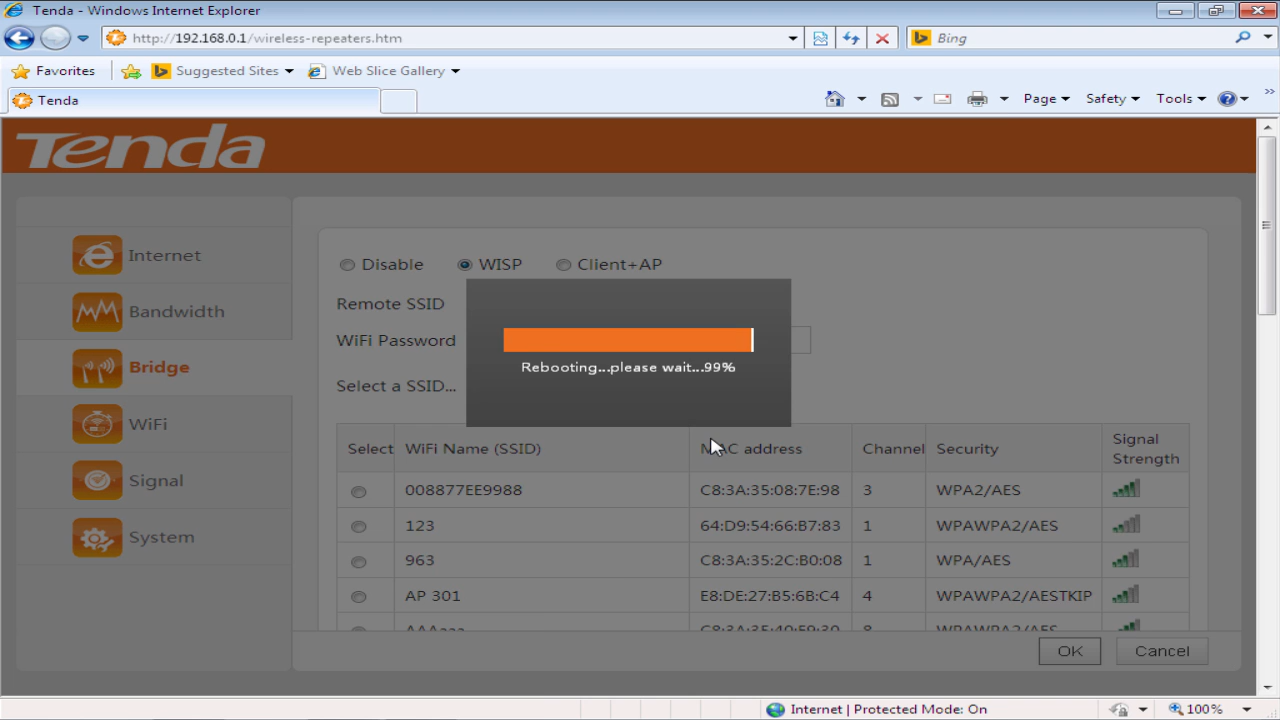 Tenda - Windows Internet Explorer
http://192.168.0.1/wireless-repeaters.htm
Bing
Favorites
Suggested Sites
Web Slice Gallery
Tenda
Page
Safety
Tools
Tenda
Internet
Bandwidth
Bridge
WiFi
Signal
System
Disable WISP Client+AP
Remote SSID
WiFi Password
Rebooting...please wait...99%
Select a SSID...
Select WiFi Name (SSID) MAC address Channel Security Signal Strength
008877EE9988 C8:3A:35:08:7E:98 3 WPA2/AES
123 64:D9:54:66:B7:83 1 WPAWPA2/AES
963 C8:3A:35:2C:B0:08 1 WPA/AES
AP 301 E8:DE:27:B5:6B:C4 4 WPAWPA2/AESTKIP
OK Cancel
Internet | Protected Mode: On
100%